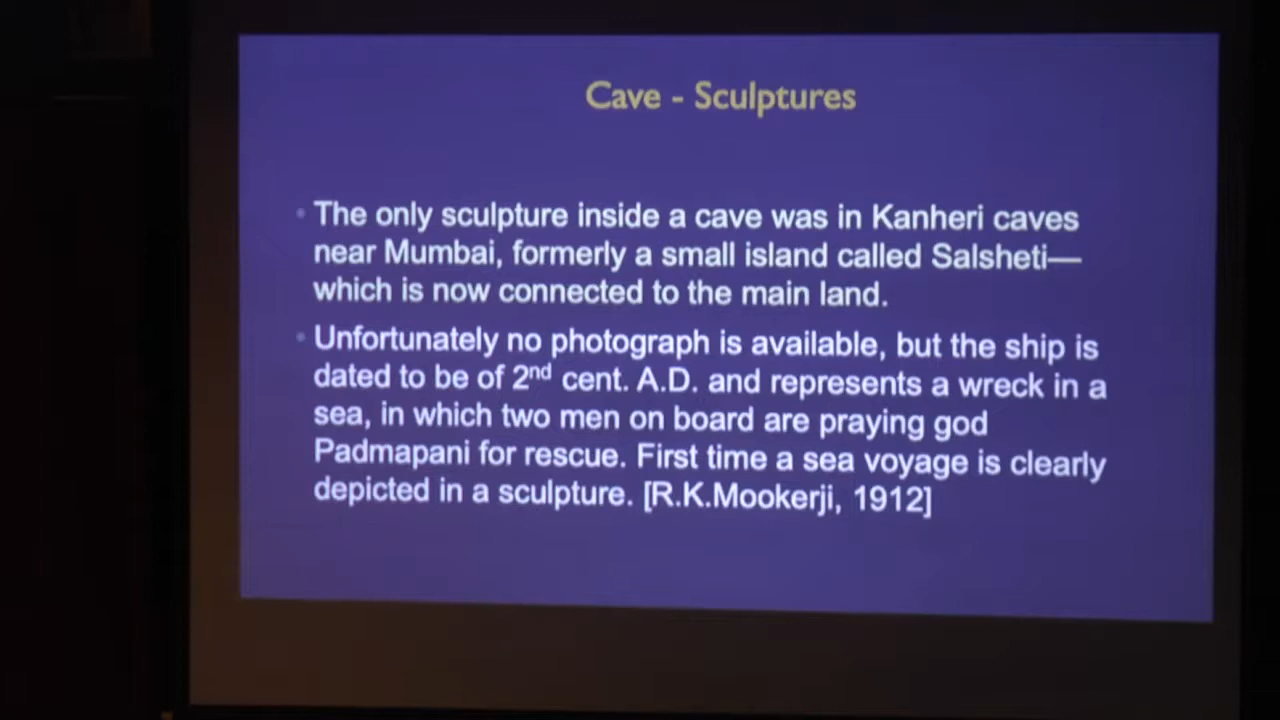 Cave - Sculptures
• The only sculpture inside a cave was in Kanheri caves
near Mumbai, formerly a small island called Salsheti—
which is now connected to the main land.
• Unfortunately no photograph is available, but the ship is
dated to be of 2nd cent. A.D. and represents a wreck in a
sea, in which two men on board are praying god
Padmapani for rescue. First time a sea voyage is clearly
depicted in a sculpture. [R.K.Mookerji, 1912]